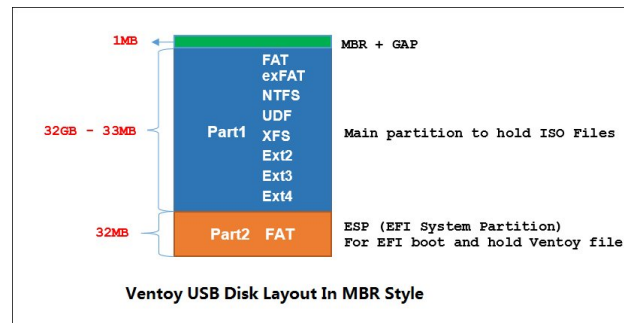 1MB
MBR + GAP
FAT
exFAT
NTFS
UDF
32GB - 33MB
Part1
XFS
Main partition to hold ISO Files
Ext2
Ext3
Ext4
32MB
Part2 FAT
ESP (EFI System Partition)
For EFI boot and hold Ventoy file
Ventoy USB Disk Layout In MBR Style